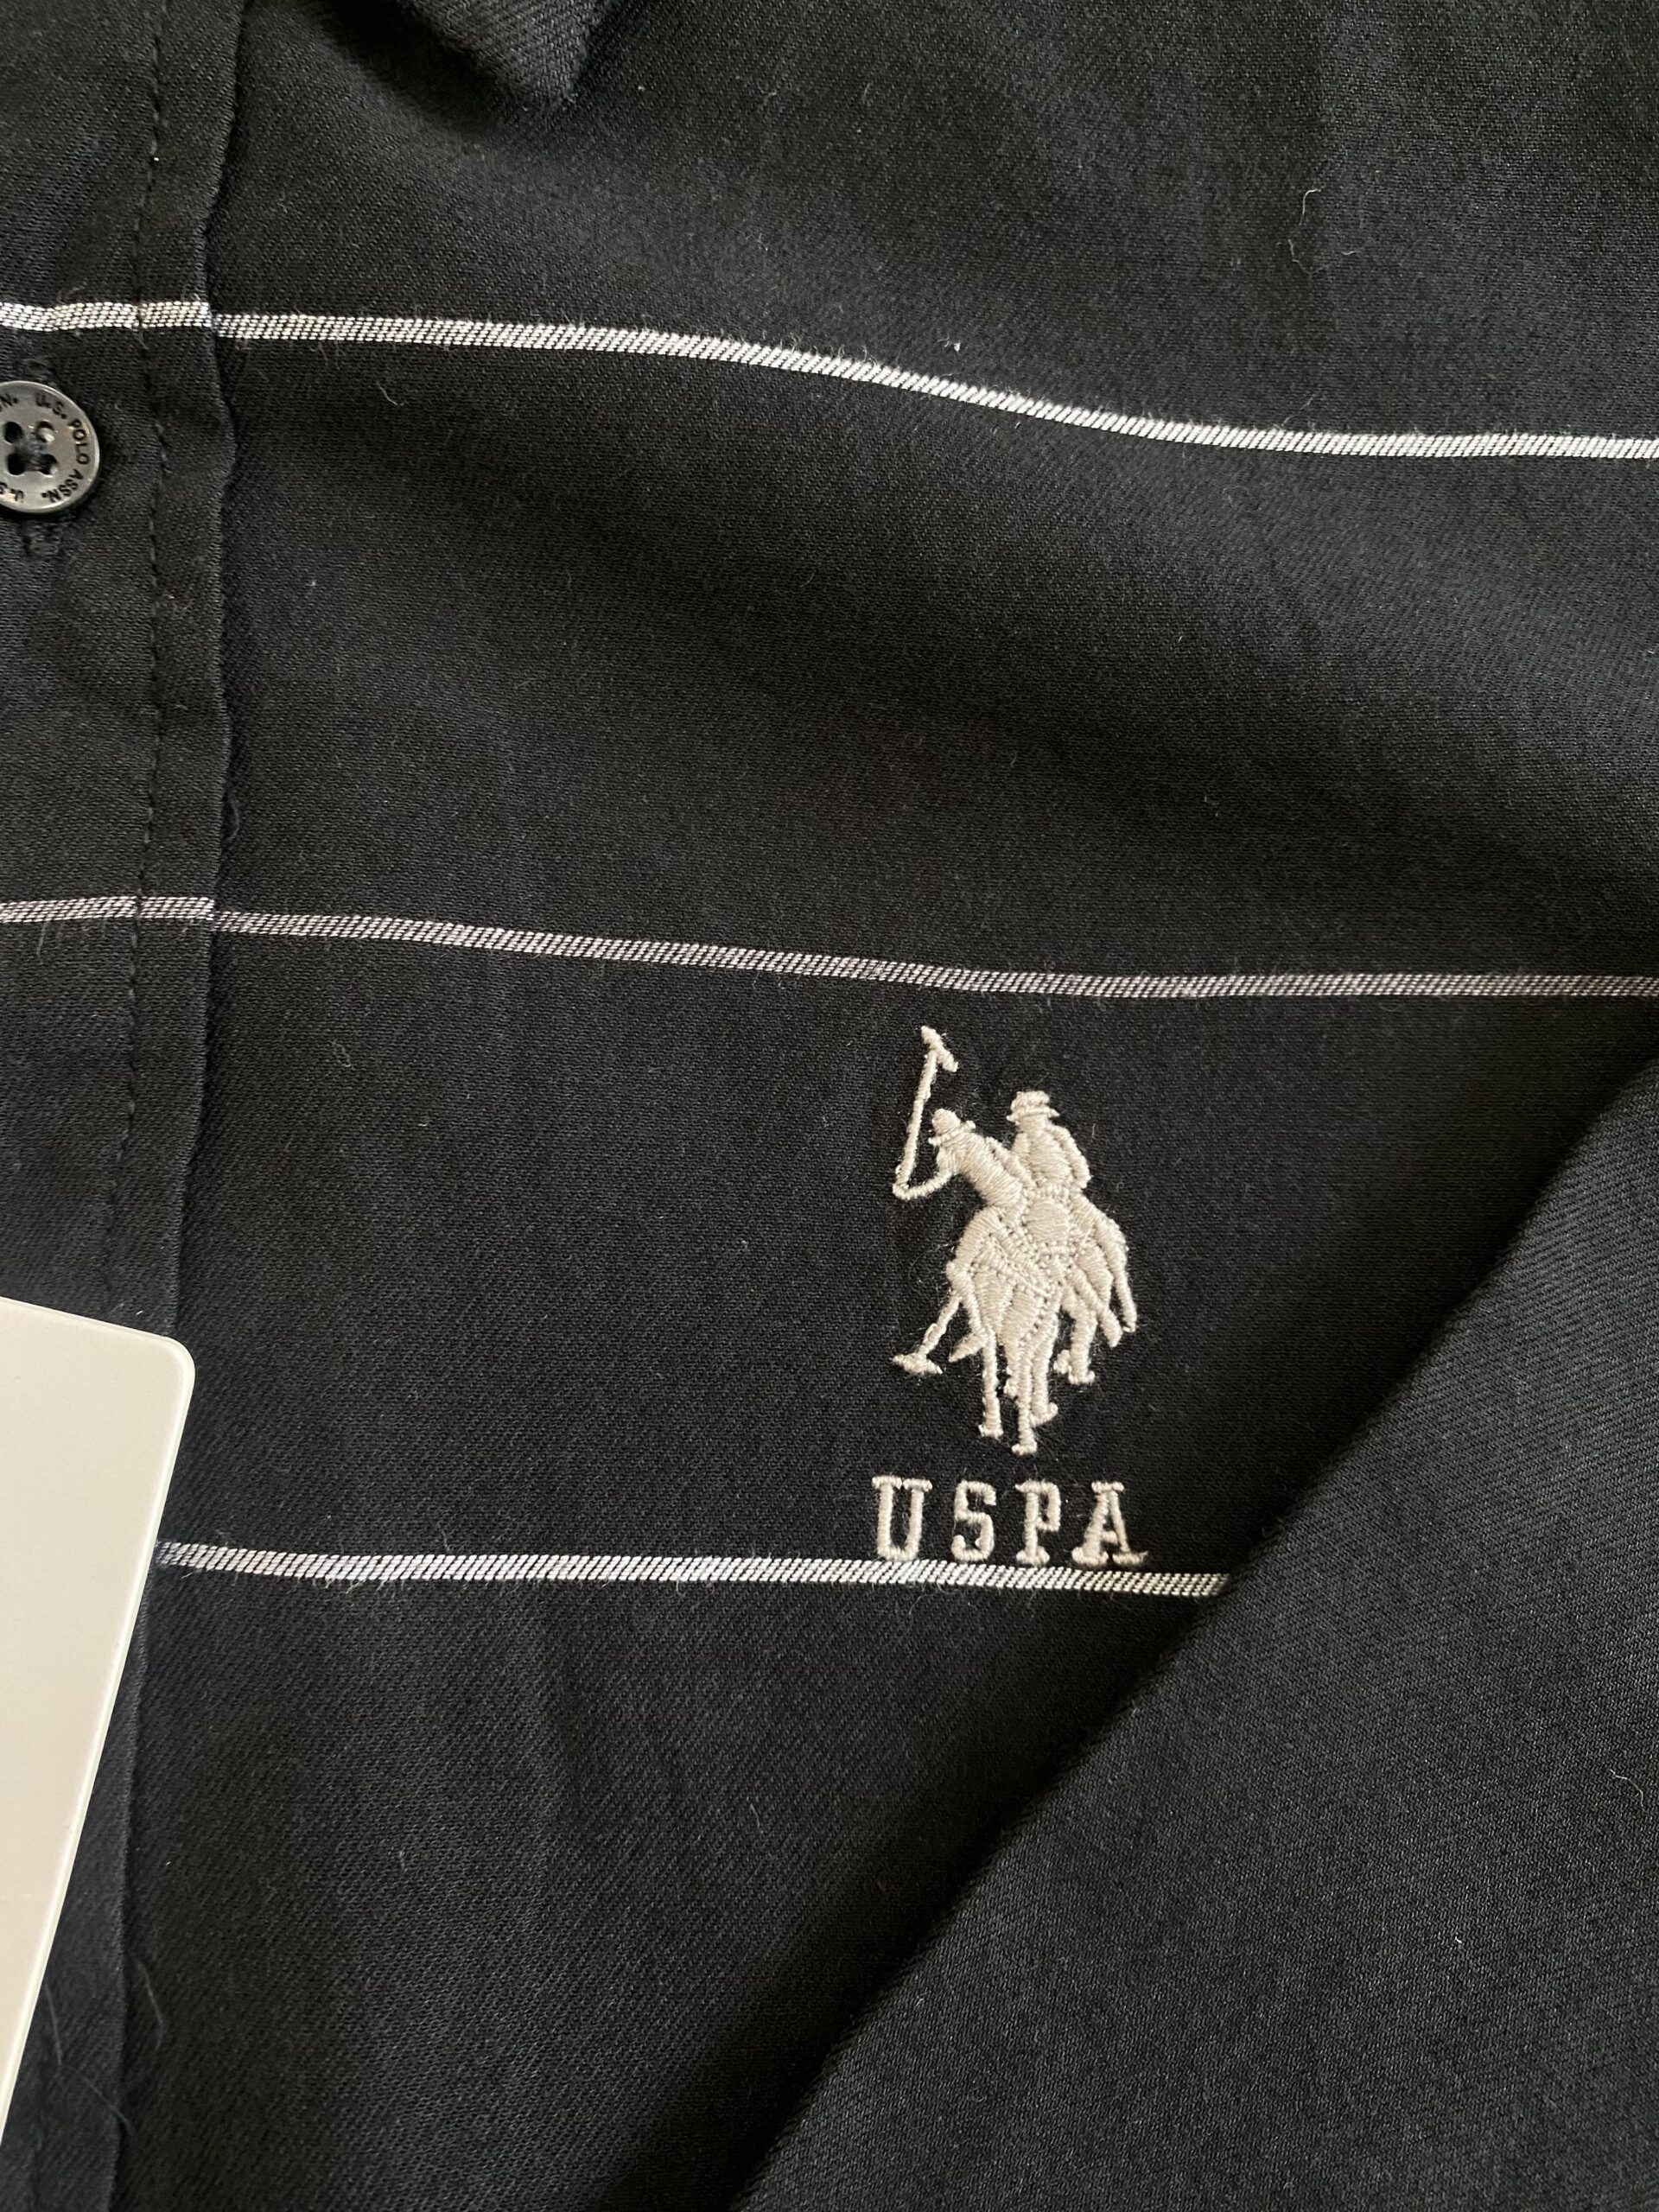 N. U.S. POLO ASSN. U.S
USPA